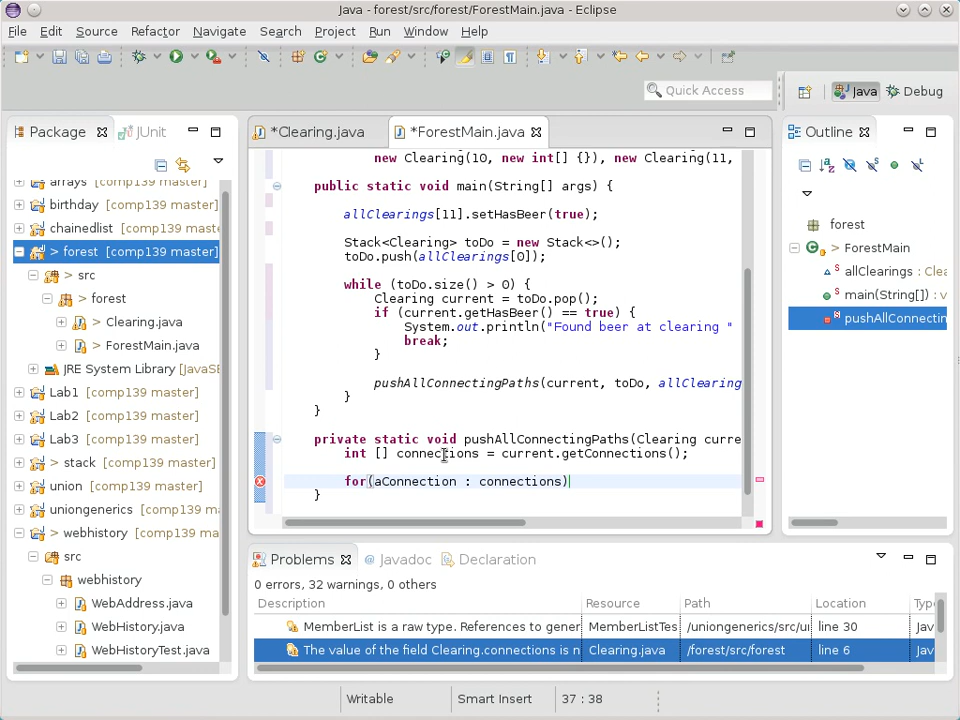 Java - forest/src/forest/ForestMain.java - Eclipse
File Edit Source Refactor Navigate Search Project Run Window Help
Quick Access
Java
Debug
Package
JUnit
*Clearing.java
*ForestMain.java
Outline
arrays [comp139 master]
birthday [comp139 master]
chainedlist [comp139 maste
> forest [comp139 master]
> src
> forest
> Clearing.java
> ForestMain.java
JRE System Library [JavaSE
Lab1 [comp139 master]
Lab2 [comp139 master]
Lab3 [comp139 master]
> stack [comp139 master]
union [comp139 master]
uniongenerics [comp139 ma
> webhistory [comp139 ma
src
webhistory
WebAddress.java
WebHistory.java
WebHistoryTest.java
new Clearing(10, new int[] {}), new Clearing(11,
public static void main(String[] args) {
allClearings[11].setHasBeer(true);
Stack<Clearing> toDo = new Stack<>();
toDo.push(allClearings[0]);
while (toDo.size() > 0) {
Clearing current = toDo.pop();
if (current.getHasBeer() == true) {
System.out.println("Found beer at clearing "
break;
}
pushAllConnectingPaths(current, toDo, allClearing
}
}
private static void pushAllConnectingPaths(Clearing curre
int [] connections = current.getConnections();
for(aConnection : connections)
}
forest
> ForestMain
allClearings : Clea
main(String[]) : v
pushAllConnectin
Problems
@ Javadoc
Declaration
0 errors, 32 warnings, 0 others
Description Resource Path Location Type
MemberList is a raw type. References to gener MemberListTes /uniongenerics/src/ui line 30 Jav
The value of the field Clearing.connections is n Clearing.java /forest/src/forest line 6 Jav
Writable Smart Insert 37 : 38